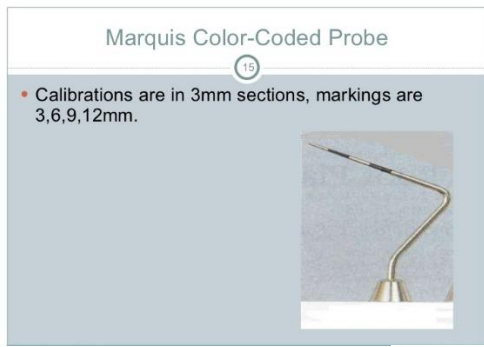 Marquis Color-Coded Probe
15
• Calibrations are in 3mm sections, markings are
3,6,9,12mm.